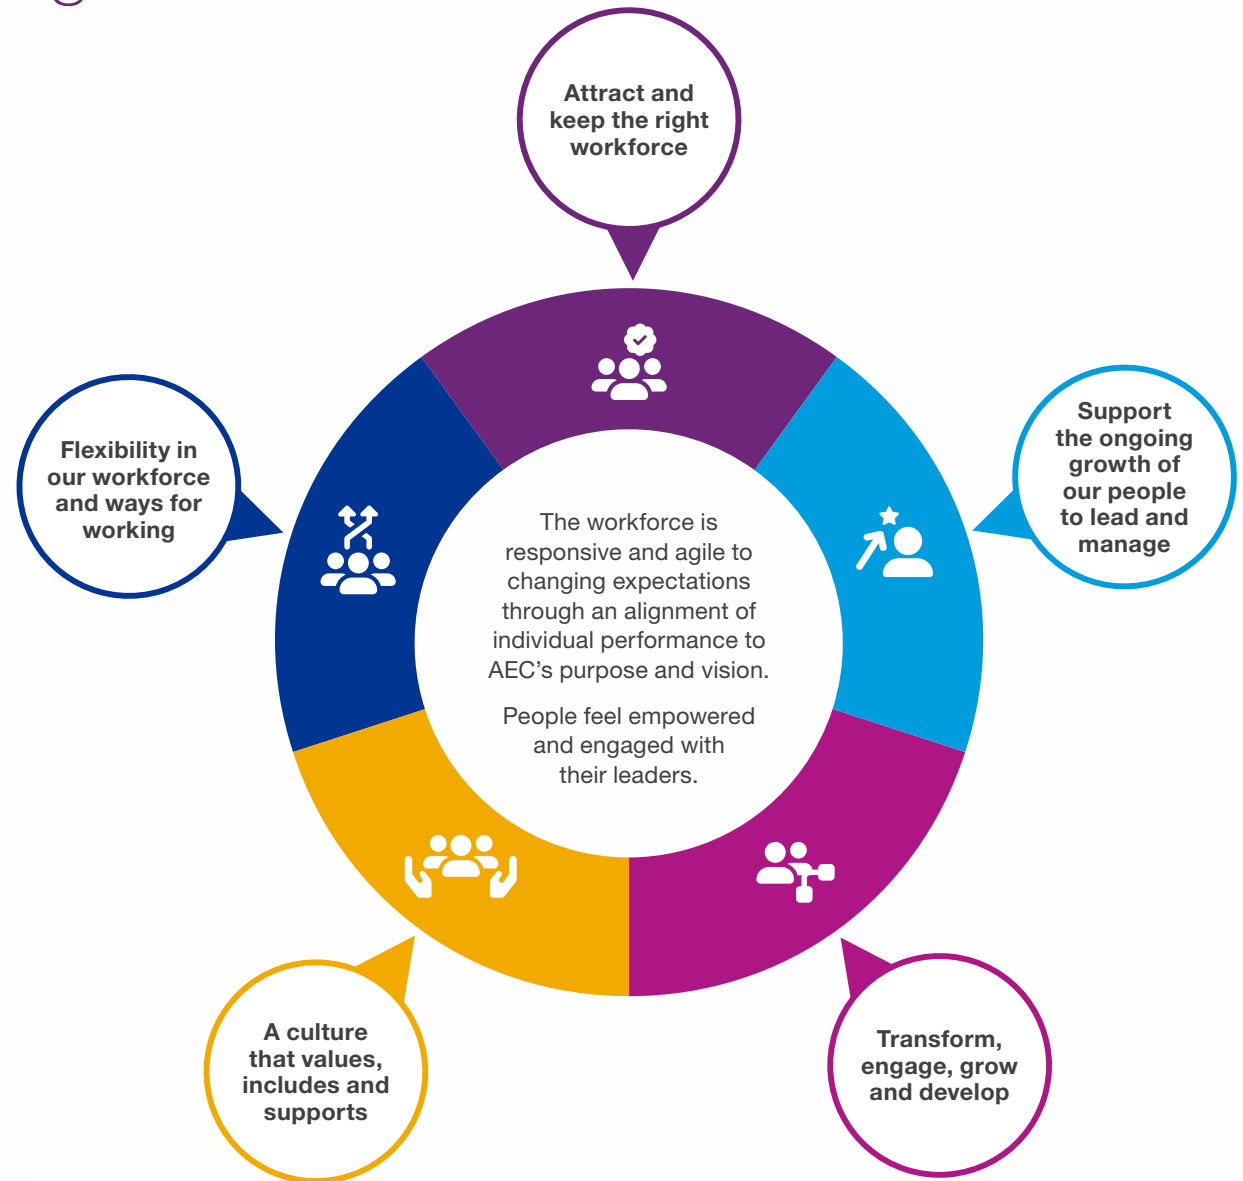 Attract and
keep the right
workforce
Support
the ongoing
growth of
our people
to lead and
manage
Flexibility in
our workforce
and ways for
working
The workforce is
responsive and agile to
changing expectations
through an alignment of
individual performance to
AEC’s purpose and vision.
People feel empowered
and engaged with
their leaders.
A culture
that values,
includes and
supports
Transform,
engage, grow
and develop